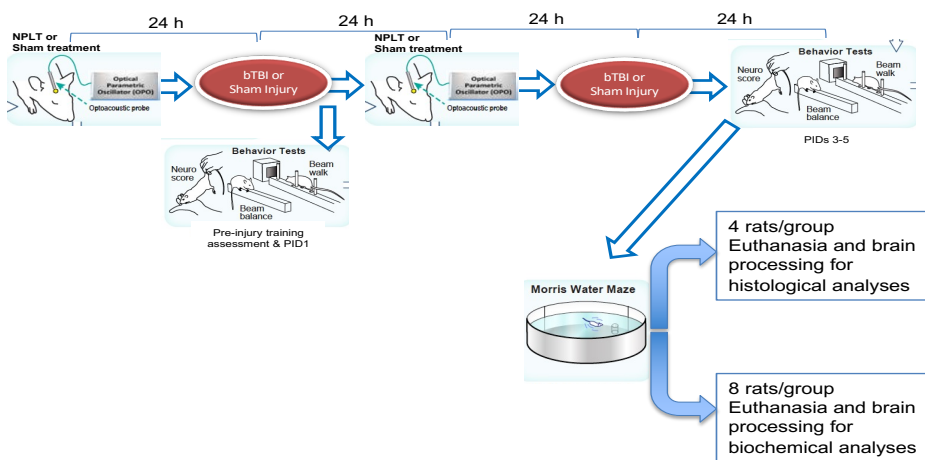 24 h
24 h
24 h
24 h
NPLT or
Sham treatment
Optical
Parametric
Oscillator (OPO)
Optoacoustic probe
bTBI or
Sham Injury
NPLT or
Sham treatment
Optical
Parametric
Oscillator (OPO)
Optoacoustic probe
bTBI or
Sham Injury
Behavior Tests
Neuro
score
Beam
walk
Beam
balance
PIDs 3-5
Behavior Tests
Neuro
score
Beam
walk
Beam
balance
Pre-injury training
assessment & PID1
Morris Water Maze
4 rats/group
Euthanasia and brain
processing for
histological analyses
8 rats/group
Euthanasia and brain
processing for
biochemical analyses